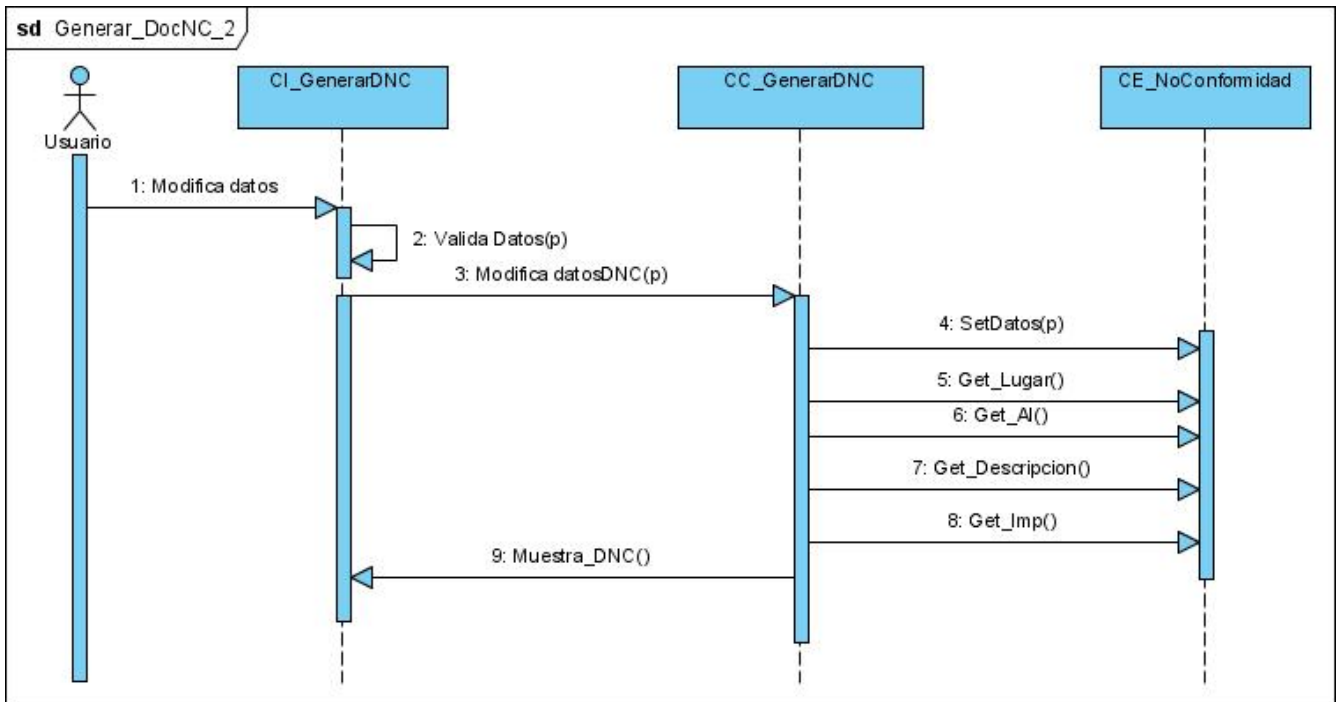 sd Generar_DocNC_2
CI_GenerarDNC
CC_GenerarDNC
CE_NoConformidad
Usuario
1: Modifica datos
2: Valida Datos(p)
3: Modifica datosDNC(p)
4: SetDatos(p)
5: Get_Lugar()
6: Get_AI()
7: Get_Descripcion()
8: Get_Imp()
9: Muestra_DNC()